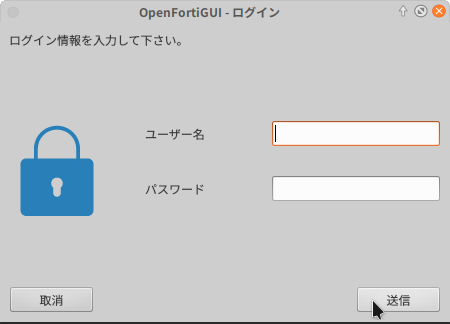 OpenFortiGUI - ログイン
ログイン情報を入力して下さい。
ユーザー名
パスワード
取消
送信